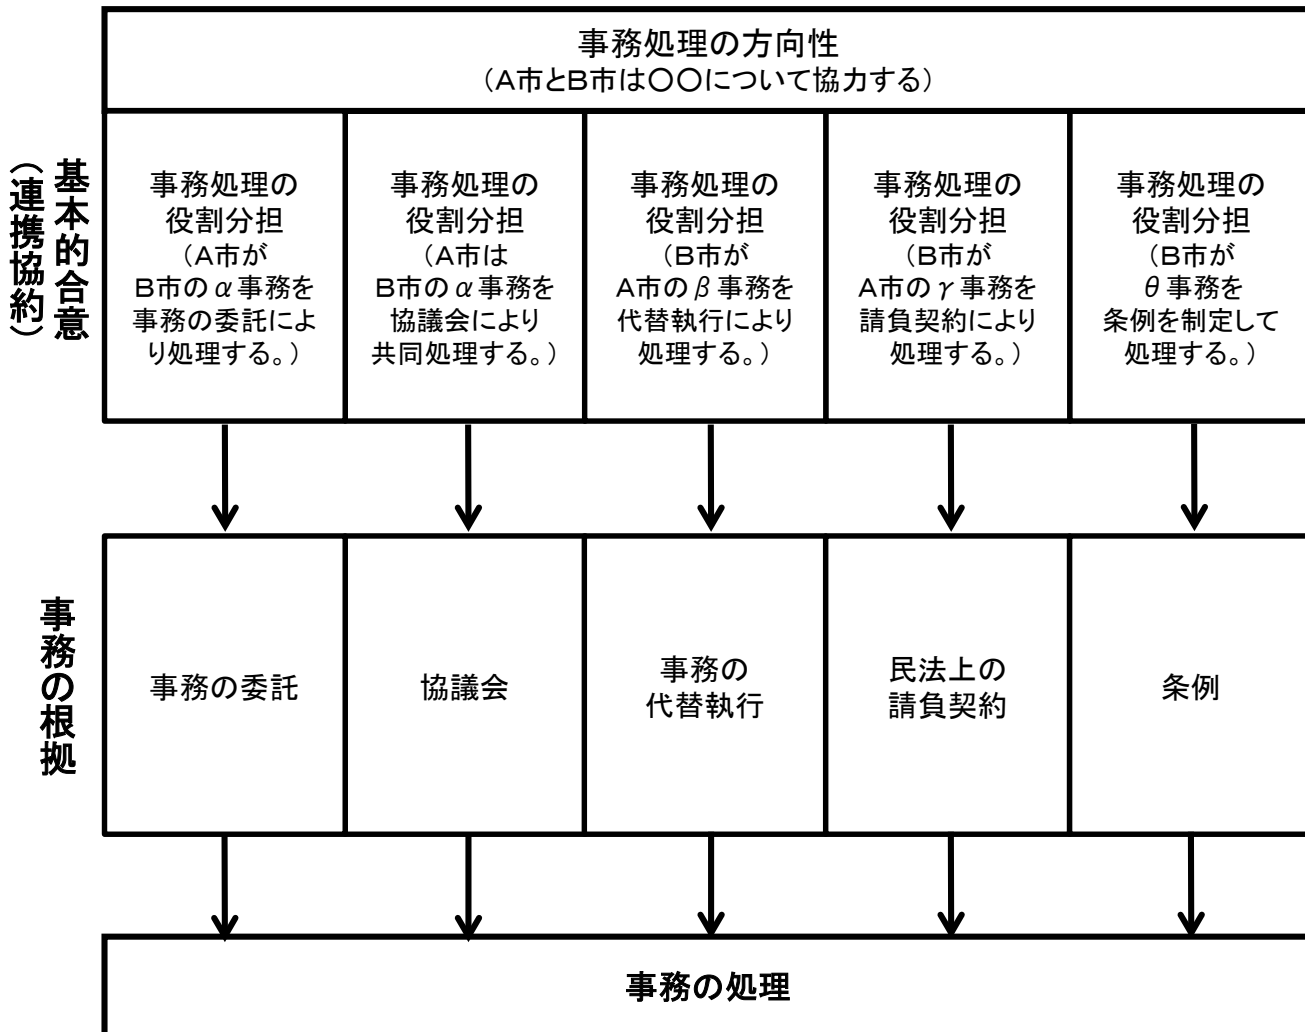 事務処理の方向性
（A市とB市は〇〇について協力する）
基本的合意
（連携協約）
事務処理の
役割分担
（A市が
B市のα事務を
事務の委託によ
り処理する。）
事務処理の
役割分担
（A市は
B市のα事務を
協議会により
共同処理する。）
事務処理の
役割分担
（B市が
A市のβ事務を
代替執行により
処理する。）
事務処理の
役割分担
（B市が
A市のγ事務を
請負契約により
処理する。）
事務処理の
役割分担
（B市が
θ事務を
条例を制定して
処理する。）
事務の根拠
事務の委託
協議会
事務の
代替執行
民法上の
請負契約
条例
事務の処理